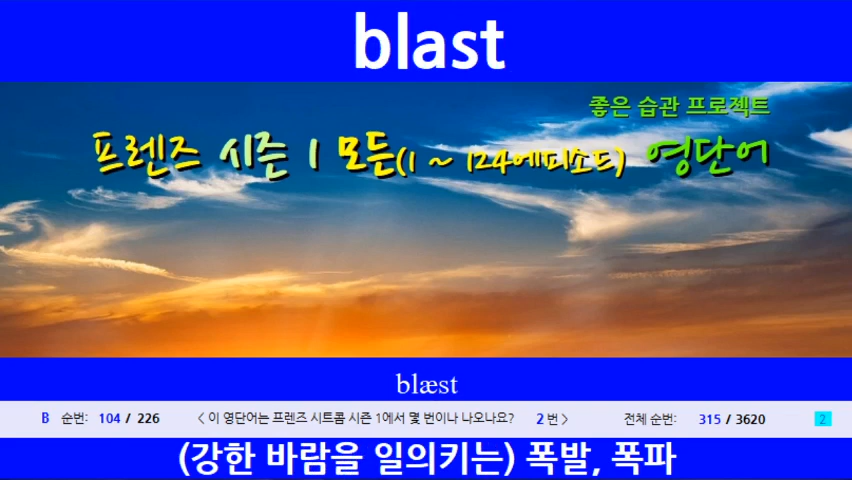 blast
좋은 습관 프로젝트
프렌즈 시즌 1 모든(1 ~ 124에피소드) 영단어
blæst
B 순번: 104 / 226 < 이 영단어는 프렌즈 시트콤 시즌 1에서 몇 번이나 나오나요? 2 번 > 전체 순번: 315 / 3620 2
(강한 바람을 일의키는) 폭발, 폭파